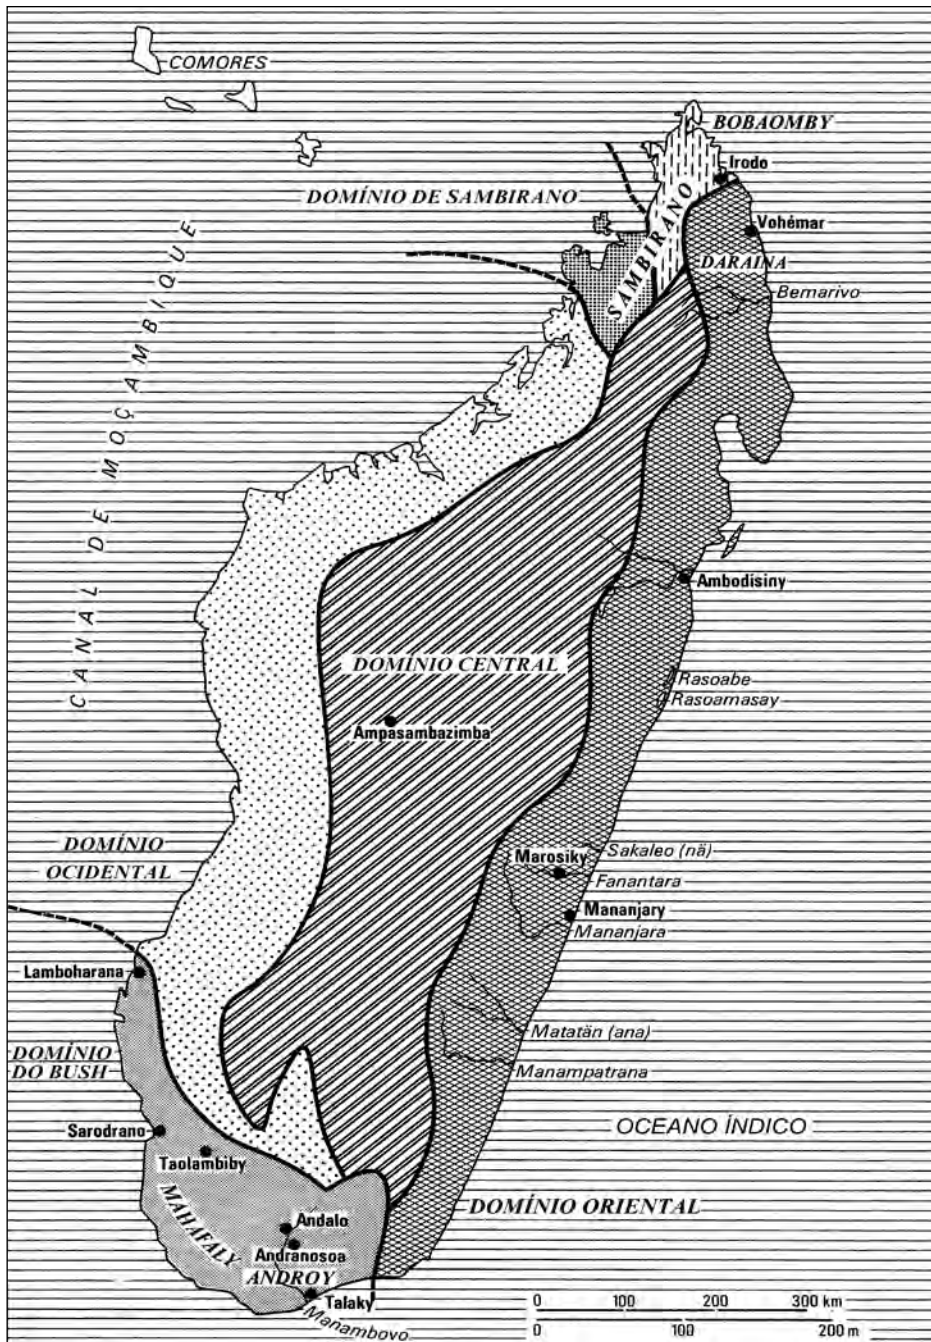 COMORES
BOBAOMBY
Irodo
DOMÍNIO DE SAMBIRANO
SAMBIRANO
Vohémar
DARAINA
Bemarivo
CANAL DE MOÇAMBIQUE
Ambodisiny
DOMÍNIO CENTRAL
Rasoabe
Rasoamasay
Ampasambazimba
DOMÍNIO
OCIDENTAL
Sakaleo (nä)
Marosiky
Fanantara
Mananjary
Mananjara
Lamboharana
Matatän (ana)
DOMÍNIO
DO BUSH
Manampatrana
OCEANO ÍNDICO
Sarodrano
Taolambiby
MAHAFALY
DOMÍNIO ORIENTAL
Andalo
Andranosoa
ANDROY
Talaky
Manambovo
0 100 200 300 km
0 100 200 m